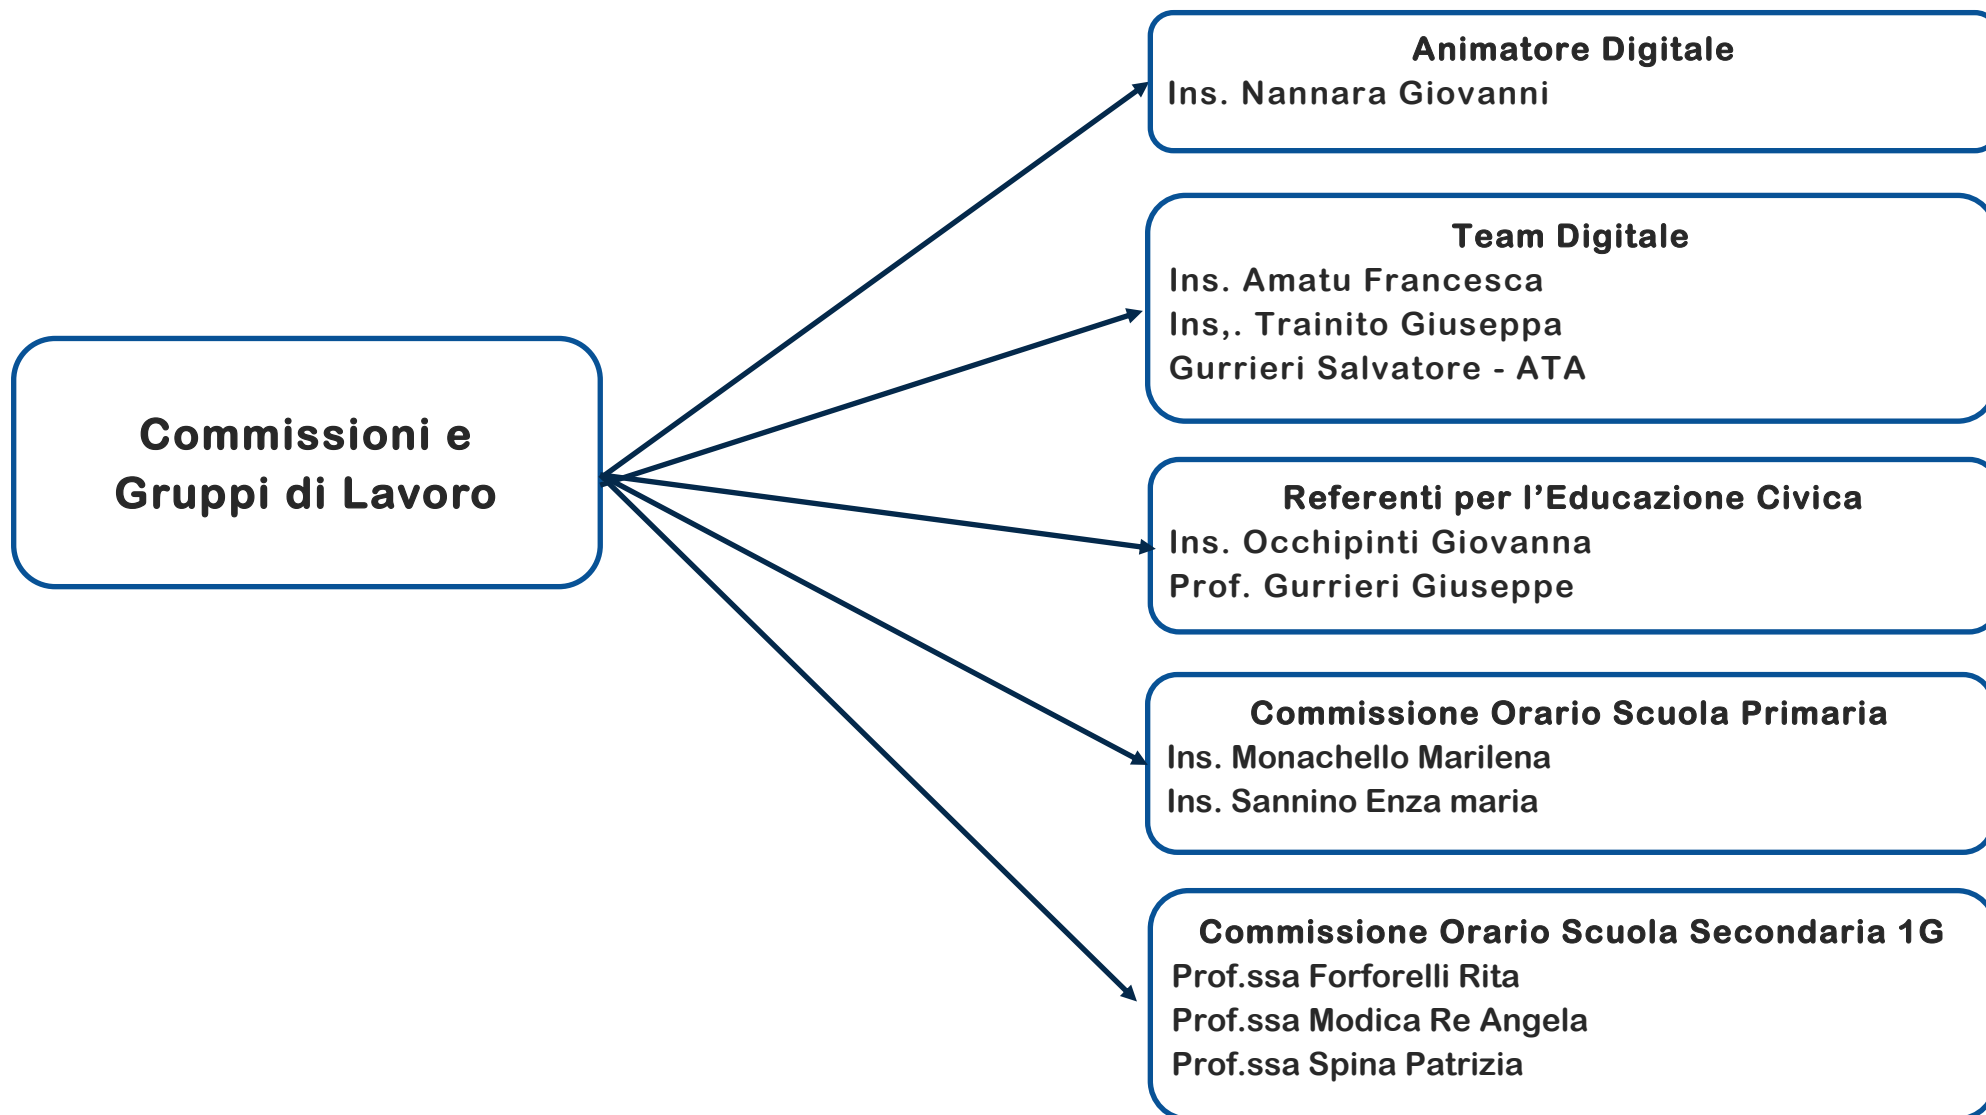 Commissioni e
Gruppi di Lavoro
Animatore Digitale
Ins. Nannara Giovanni
Team Digitale
Ins. Amatu Francesca
Ins,. Trainito Giuseppa
Gurrieri Salvatore - ATA
Referenti per l’Educazione Civica
Ins. Occhipinti Giovanna
Prof. Gurrieri Giuseppe
Commissione Orario Scuola Primaria
Ins. Monachello Marilena
Ins. Sannino Enza maria
Commissione Orario Scuola Secondaria 1G
Prof.ssa Forforelli Rita
Prof.ssa Modica Re Angela
Prof.ssa Spina Patrizia